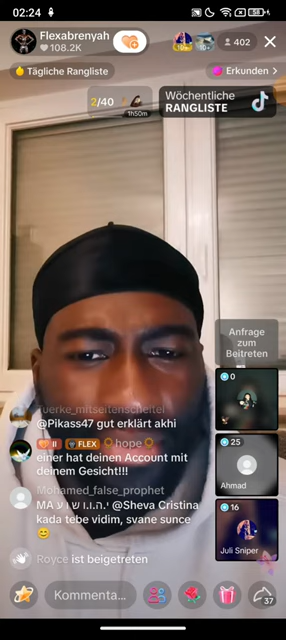 02:24
58
Flexabrenyah
108.2K
402
Tägliche Rangliste
Erkunden >
2/40
1h50m
Wöchentliche
RANGLISTE
Anfrage
zum
Beitreten
0
25
Ahmad
16
Juli Sniper
@Pikass47 gut erklärt akhi
II FLEX hope
einer hat deinen Account mit
deinem Gesicht!!!
Mohamed_false_prophet
@Sheva Cristina
kada tebe vidim, svane sunce
😊
Royce ist beigetreten
Kommenta...
37